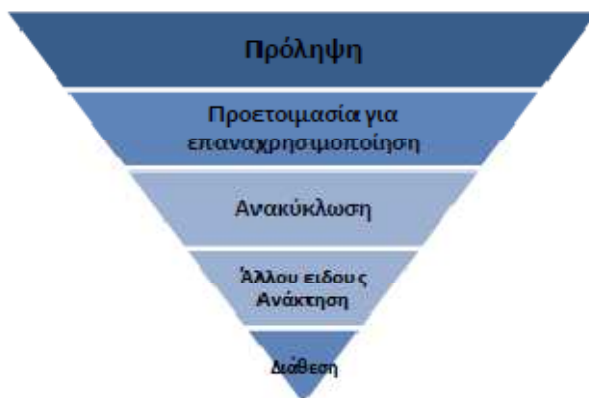 Πρόληψη
Προετοιμασία για
επαναχρησιμοποίηση
Ανακύκλωση
Άλλου ειδους
Ανάκτηση
Διάθεση